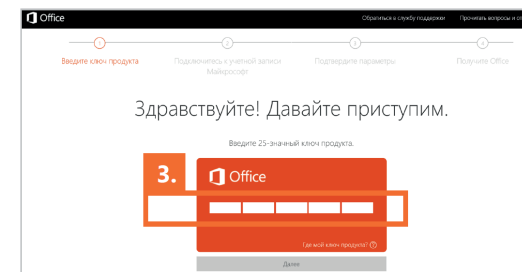 Office
Обратиться в службу поддержки Прочитать вопросы и от
1 2 3 4
Введите ключ продукта
Подключитесь к учетной записи
Майкрософт
Подтвердите параметры
Получите Office
Здравствуйте! Давайте приступим.
Введите 25-значный ключ продукта.
3.
Office
Где мой ключ продукта? ?
Далее